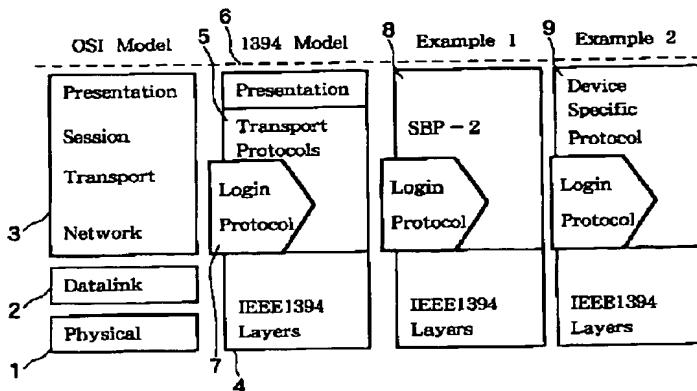 OSI Model
1394 Model
Example 1
Example 2
5
6
8
9
Presentation
Session
Transport
Network
3
Datalink
2
Physical
1
Presentation
Transport
Protocols
Login
Protocol
7
IEEE1394
Layers
4
SBP-2
Login
Protocol
IEEE1394
Layers
Device
Specific
Protocol
Login
Protocol
IEEE1394
Layers